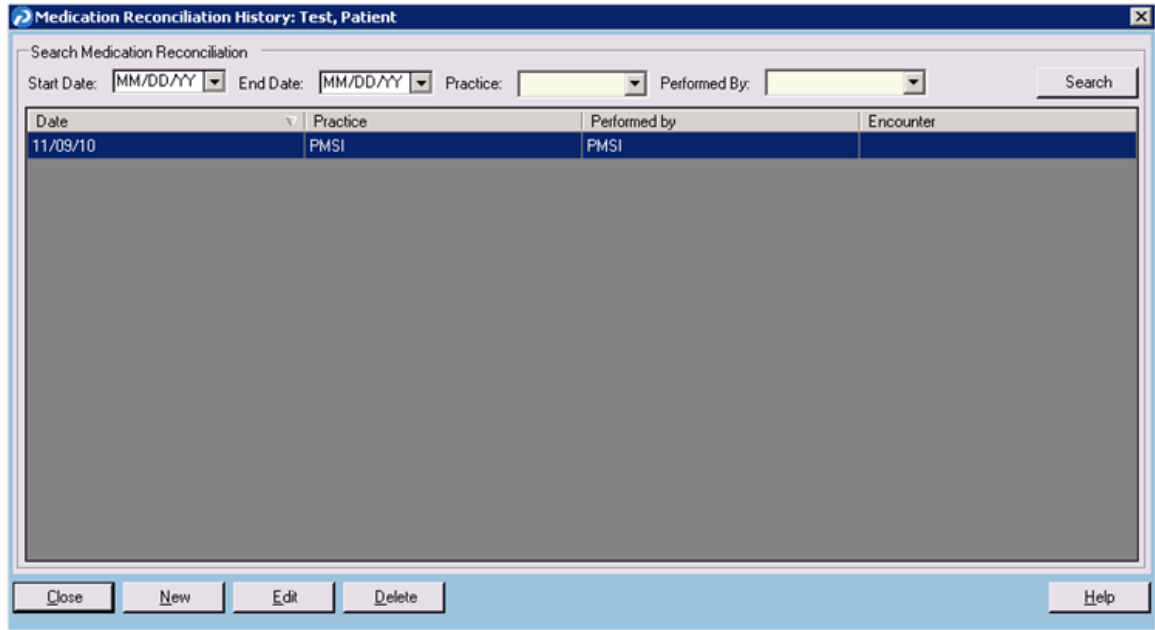 Medication Reconciliation History: Test, Patient
Search Medication Reconciliation
Start Date: MM/DD/YY End Date: MM/DD/YY Practice: Performed By: Search
Date Practice Performed by Encounter
11/09/10 PMSI PMSI
Close New Edit Delete Help